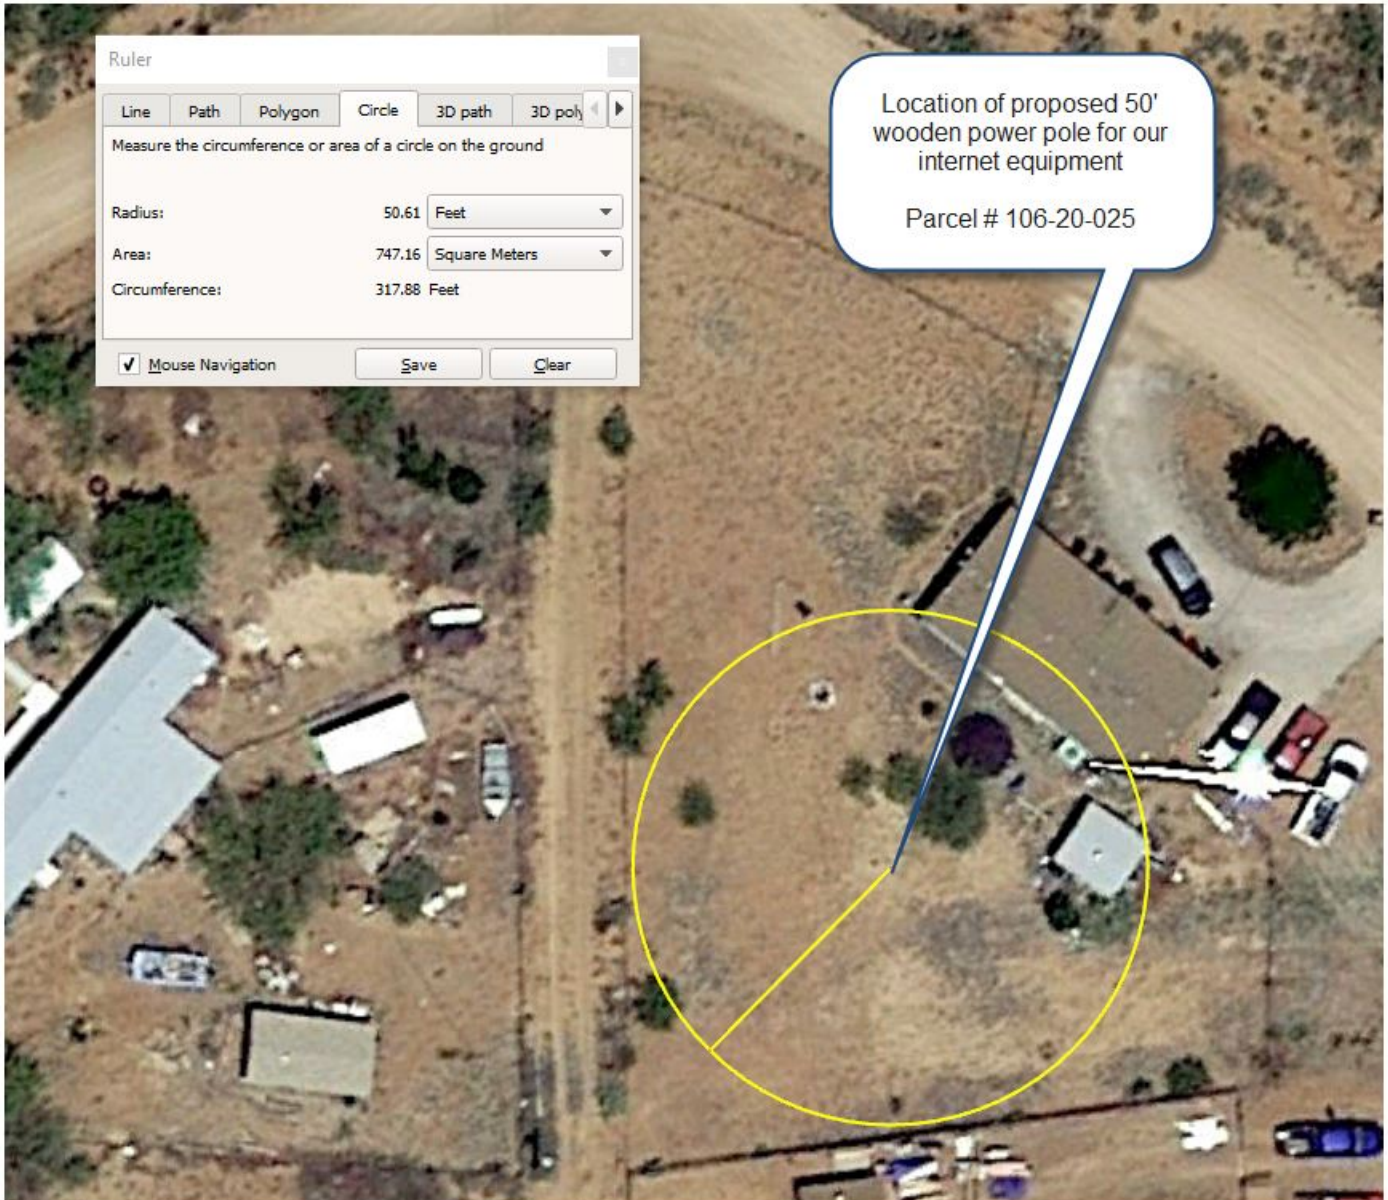 Ruler
Line Path Polygon Circle 3D path 3D poly
Measure the circumference or area of a circle on the ground
Radius: 50.61 Feet
Area: 747.16 Square Meters
Circumference: 317.88 Feet
Mouse Navigation Save Clear
Location of proposed 50'
wooden power pole for our
internet equipment
Parcel # 106-20-025